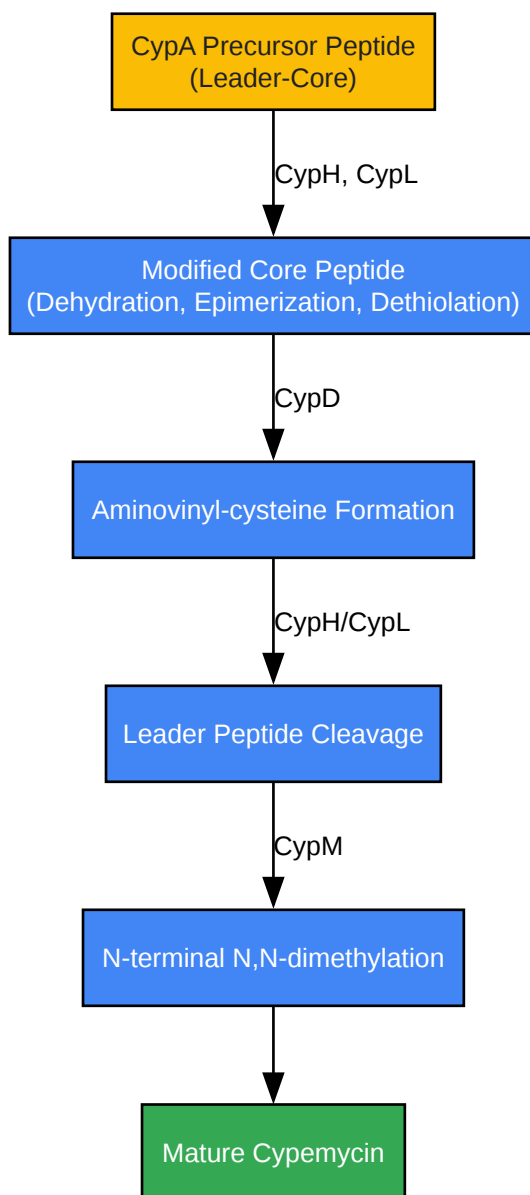 CypA Precursor Peptide
(Leader-Core)
CypH, CypL
Modified Core Peptide
(Dehydration, Epimerization, Dethiolation)
CypD
Aminovinyl-cysteine Formation
CypH/CypL
Leader Peptide Cleavage
CypM
N-terminal N,N-dimethylation
Mature Cypemycin